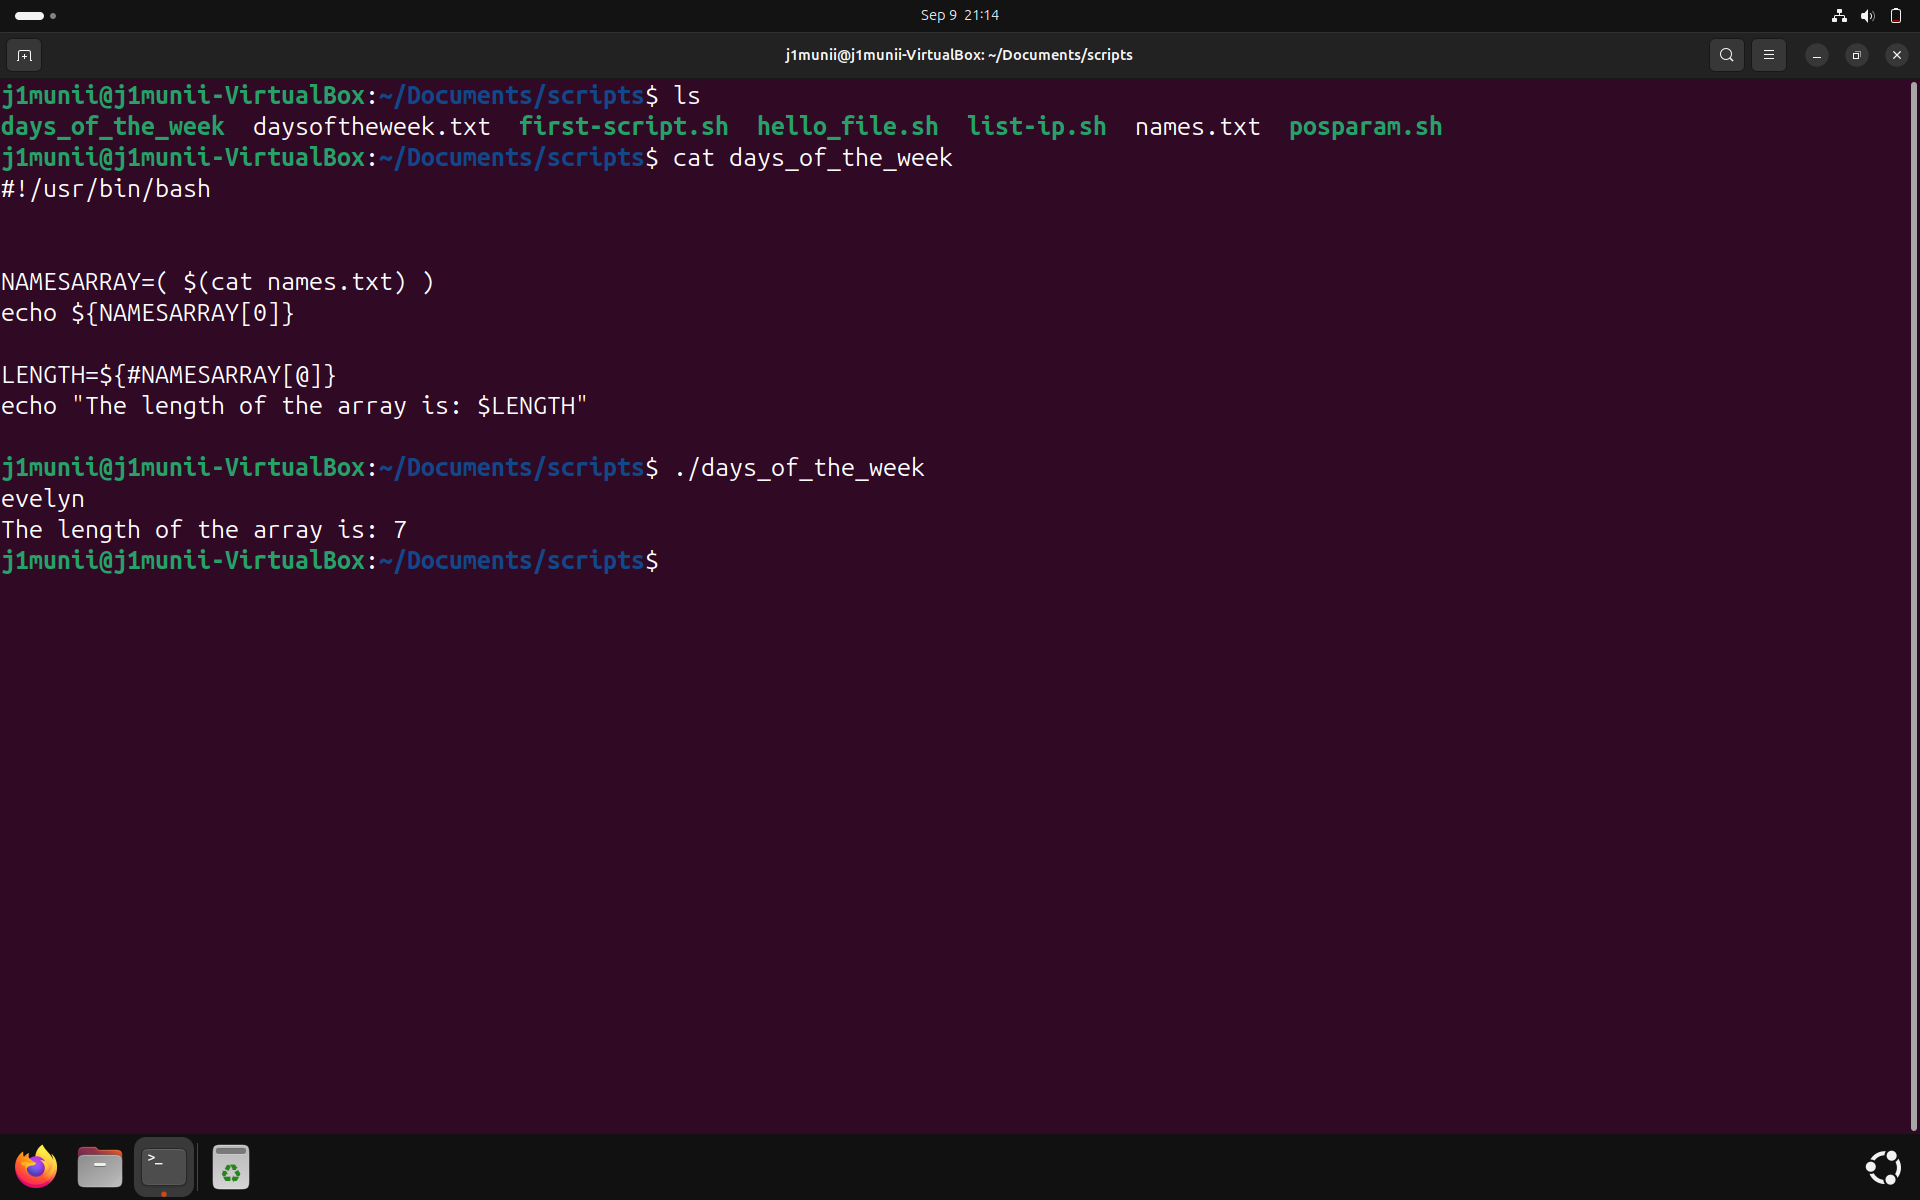 Sep 9 21:14
j1munii@j1munii-VirtualBox: ~/Documents/scripts
j1munii@j1munii-VirtualBox:~/Documents/scripts$ ls
days_of_the_week  daysoftheweek.txt  first-script.sh  hello_file.sh  list-ip.sh  names.txt  posparam.sh
j1munii@j1munii-VirtualBox:~/Documents/scripts$ cat days_of_the_week
#!/usr/bin/bash
NAMESARRAY=( $(cat names.txt) )
echo ${NAMESARRAY[0]}
LENGTH=${#NAMESARRAY[@]}
echo "The length of the array is: $LENGTH"
j1munii@j1munii-VirtualBox:~/Documents/scripts$ ./days_of_the_week
evelyn
The length of the array is: 7
j1munii@j1munii-VirtualBox:~/Documents/scripts$